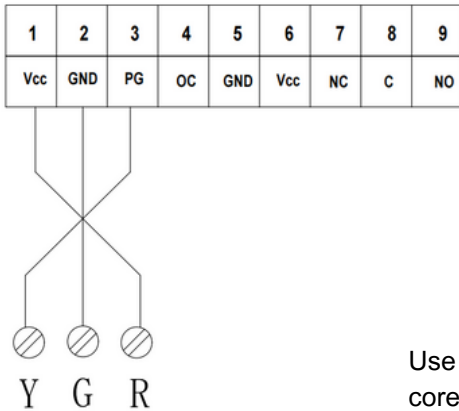 1 2 3 4 5 6 7 8 9
Vcc GND PG OC GND Vcc NC C NO
Y G R
Use
core